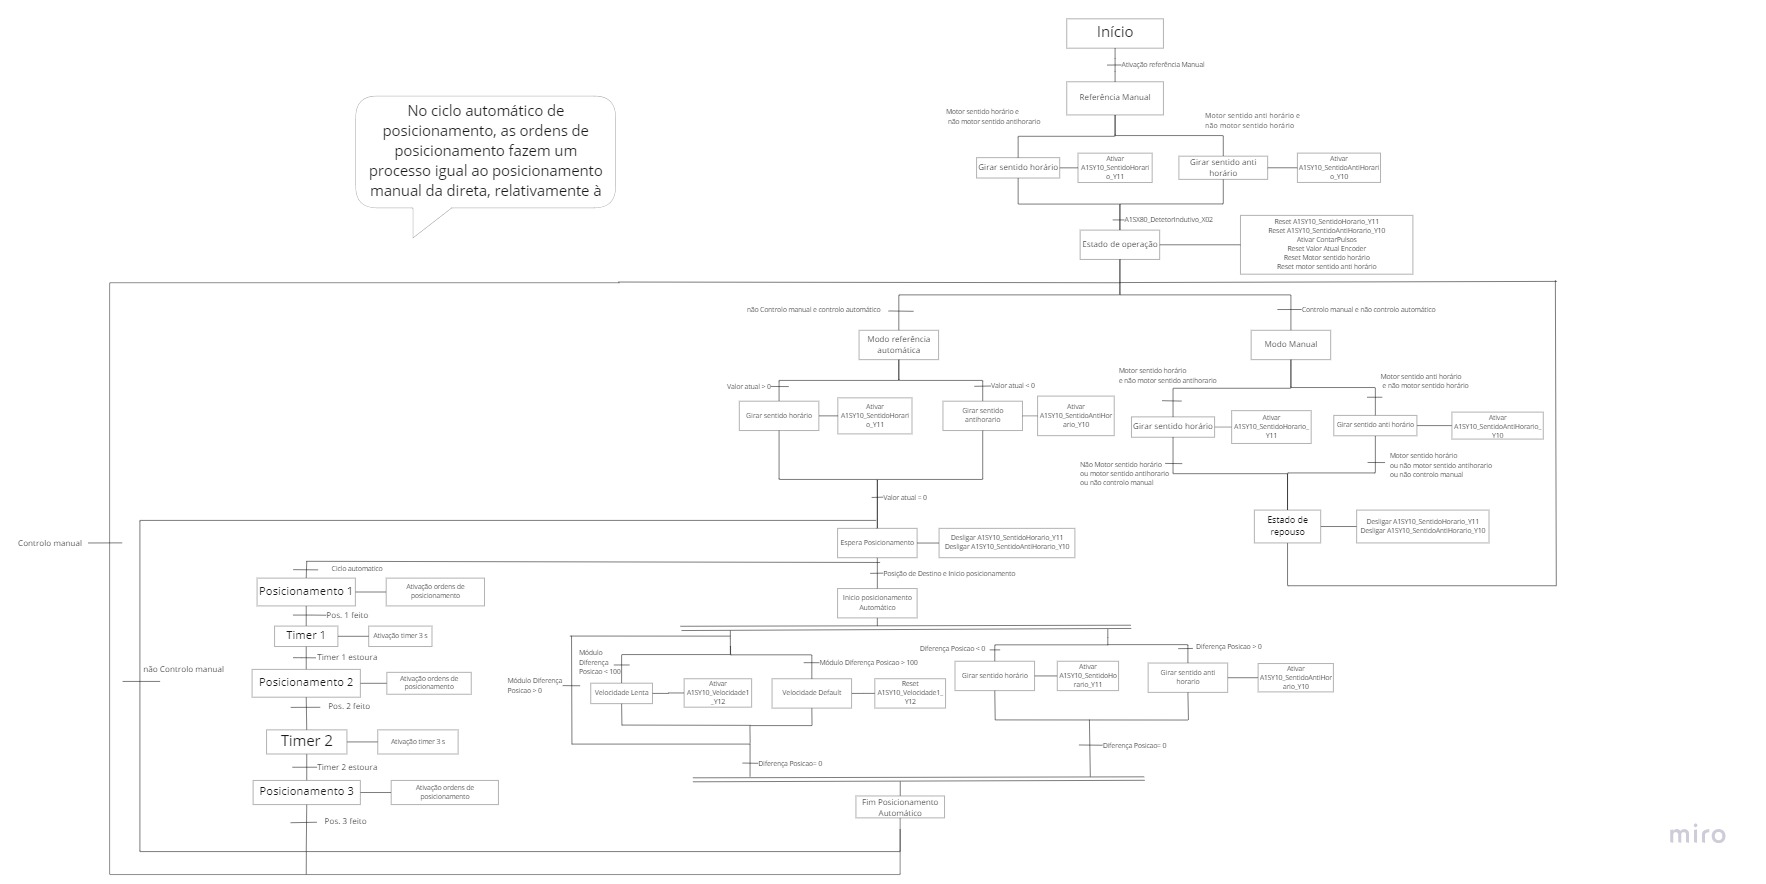 Início
Ativação referência Manual
Referência Manual
Motor sentido horário e
não motor sentido antihorario
Motor sentido anti horário e
não motor sentido horário
Girar sentido horário
Ativar
A1SY10_SentidoHorari
o_Y11
Girar sentido anti
horário
Ativar
A1SY10_SentidoAntiHorari
o_Y10
A1SX80_DetetorIndutivo_X02
Estado de operação
Reset A1SY10_SentidoHorario_Y11
Reset A1SY10_SentidoAntiHorario_Y10
Ativar ContarPulsos
Reset Valor Atual Encoder
Reset Motor sentido horário
Reset motor sentido anti horário
No ciclo automático de
posicionamento, as ordens de
posicionamento fazem um
processo igual ao posicionamento
manual da direta, relativamente à
não Controlo manual e controlo automático
Controlo manual e não controlo automático
Modo referência
automática
Modo Manual
Valor atual > 0
Valor atual < 0
Motor sentido horário
e não motor sentido antihorario
Motor sentido anti horário
e não motor sentido horário
Girar sentido horário
Ativar
A1SY10_SentidoHorari
o_Y11
Girar sentido
antihorario
Ativar
A1SY10_SentidoAntiHor
ario_Y10
Girar sentido horário
Ativar
A1SY10_SentidoHorario_
Y11
Girar sentido anti horário
Ativar
A1SY10_SentidoAntiHorario_
Y10
Não Motor sentido horário
ou motor sentido antihorario
ou não controlo manual
Motor sentido horário
ou não motor sentido antihorario
ou não controlo manual
Valor atual = 0
Estado de
repouso
Desligar A1SY10_SentidoHorario_Y11
Desligar A1SY10_SentidoAntiHorario_Y10
Controlo manual
Espera Posicionamento
Desligar A1SY10_SentidoHorario_Y11
Desligar A1SY10_SentidoAntiHorario_Y10
Ciclo automatico
Posição de Destino e Inicio posicionamento
Posicionamento 1
Ativação ordens de
posicionamento
Inicio posicionamento
Automático
Pos. 1 feito
Timer 1
Ativação timer 3 s
Timer 1 estoura
não Controlo manual
Posicionamento 2
Ativação ordens de
posicionamento
Pos. 2 feito
Timer 2
Ativação timer 3 s
Timer 2 estoura
Posicionamento 3
Ativação ordens de
posicionamento
Pos. 3 feito
Módulo Diferença
Posicao > 0
Módulo
Diferença
Posicao < 100
Módulo Diferença Posicao > 100
Velocidade Lenta
Ativar
A1SY10_Velocidade1
_Y12
Velocidade Default
Reset
A1SY10_Velocidade1_
Y12
Diferença Posicao < 0
Diferença Posicao > 0
Girar sentido horário
Ativar
A1SY10_SentidoHo
rario_Y11
Girar sentido anti
horario
Ativar
A1SY10_SentidoAntiHor
ario_Y10
Diferença Posicao= 0
Diferença Posicao= 0
Fim Posicionamento
Automático
miro